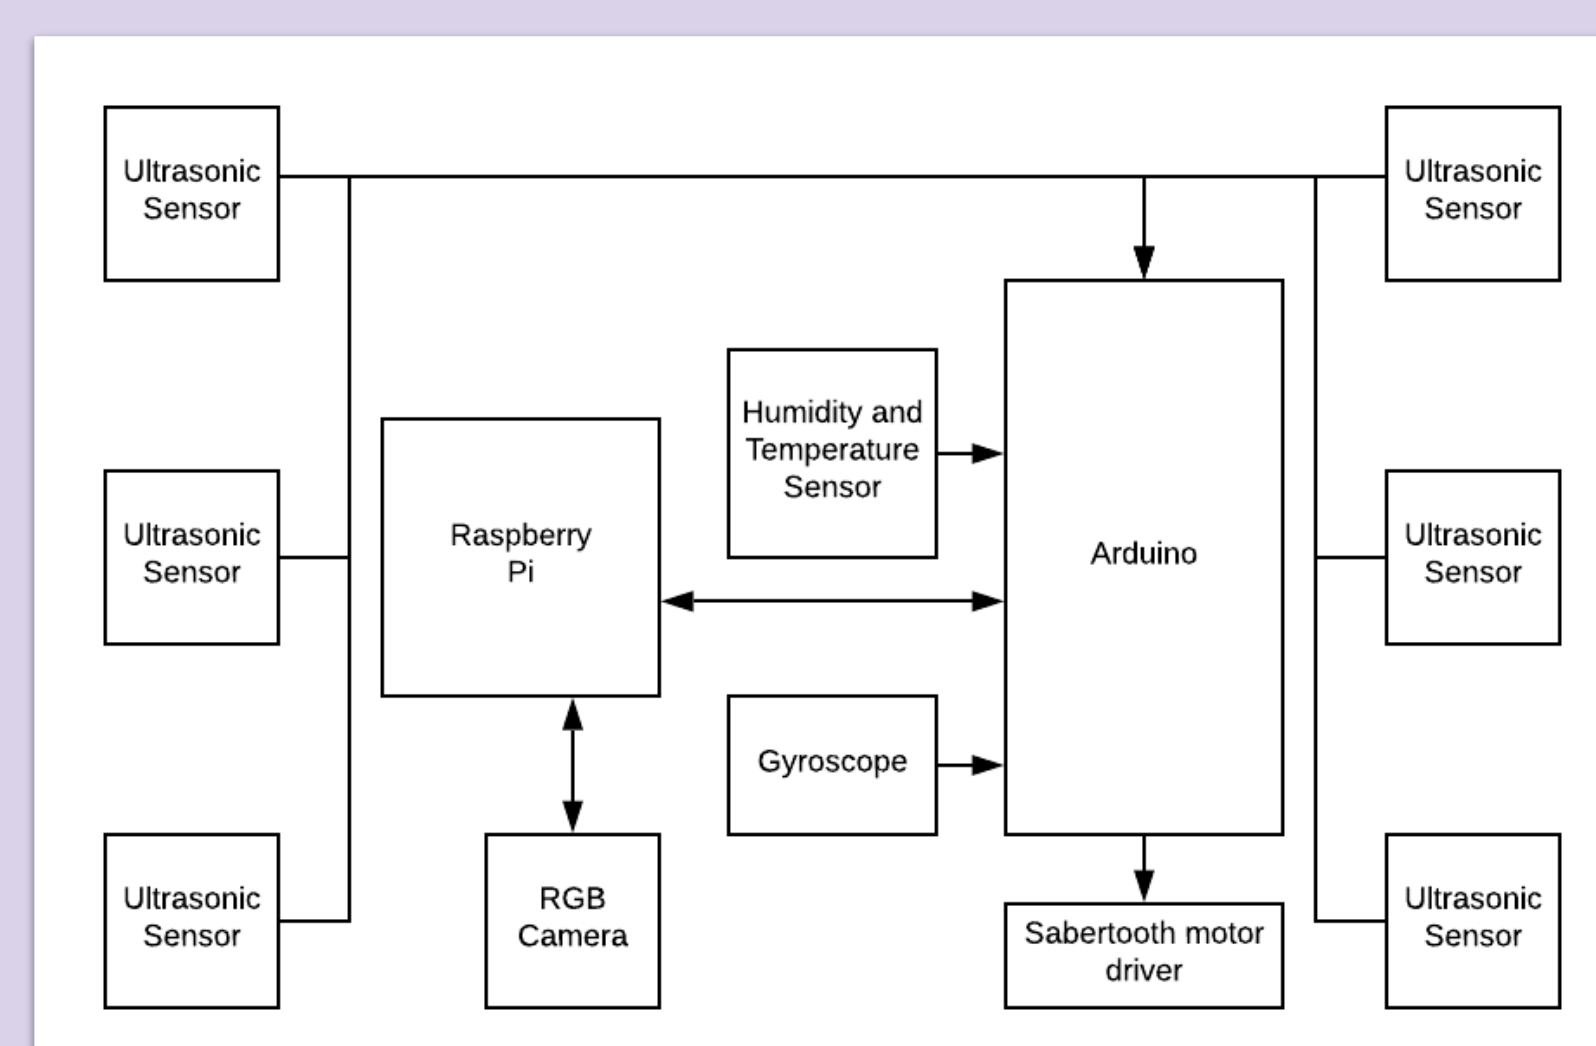 Ultrasonic
Sensor
Ultrasonic
Sensor
Humidity and
Temperature
Sensor
Raspberry
Pi
Arduino
Ultrasonic
Sensor
Ultrasonic
Sensor
Gyroscope
Ultrasonic
Sensor
RGB
Camera
Sabertooth motor
driver
Ultrasonic
Sensor